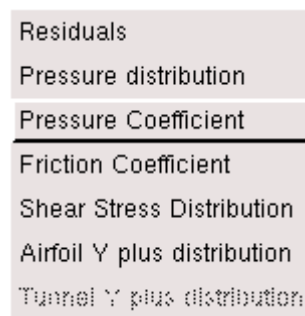 Residuals
Pressure distribution
Pressure Coefficient
Friction Coefficient
Shear Stress Distribution
Airfoil Y plus distribution
Tunnel Y plus distribution